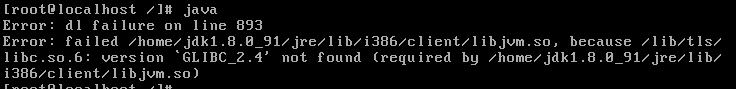 [root@localhost /]# java
Error: dl failure on line 893
Error: failed /home/jdk1.8.0_91/jre/lib/i386/client/libjvm.so, because /lib/tls/
libc.so.6: version `GLIBC_2.4' not found (required by /home/jdk1.8.0_91/jre/lib/
i386/client/libjvm.so)
[root@localhost /]#